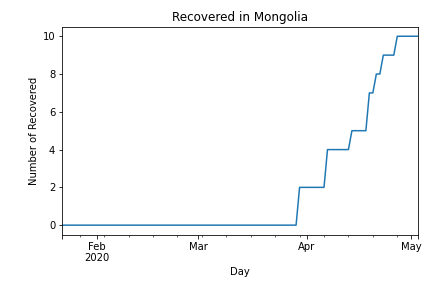 Recovered in Mongolia
Number of Recovered
10
8
6
4
2
0
Feb
2020
Mar
Apr
May
Day